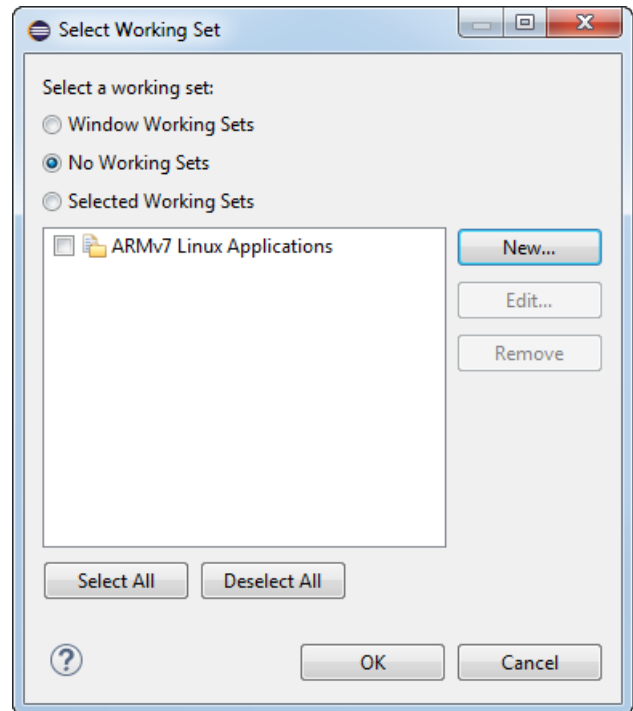 Select Working Set
Select a working set:
Window Working Sets
No Working Sets
Selected Working Sets
ARMv7 Linux Applications
New...
Edit...
Remove
Select All Deselect All
? OK Cancel